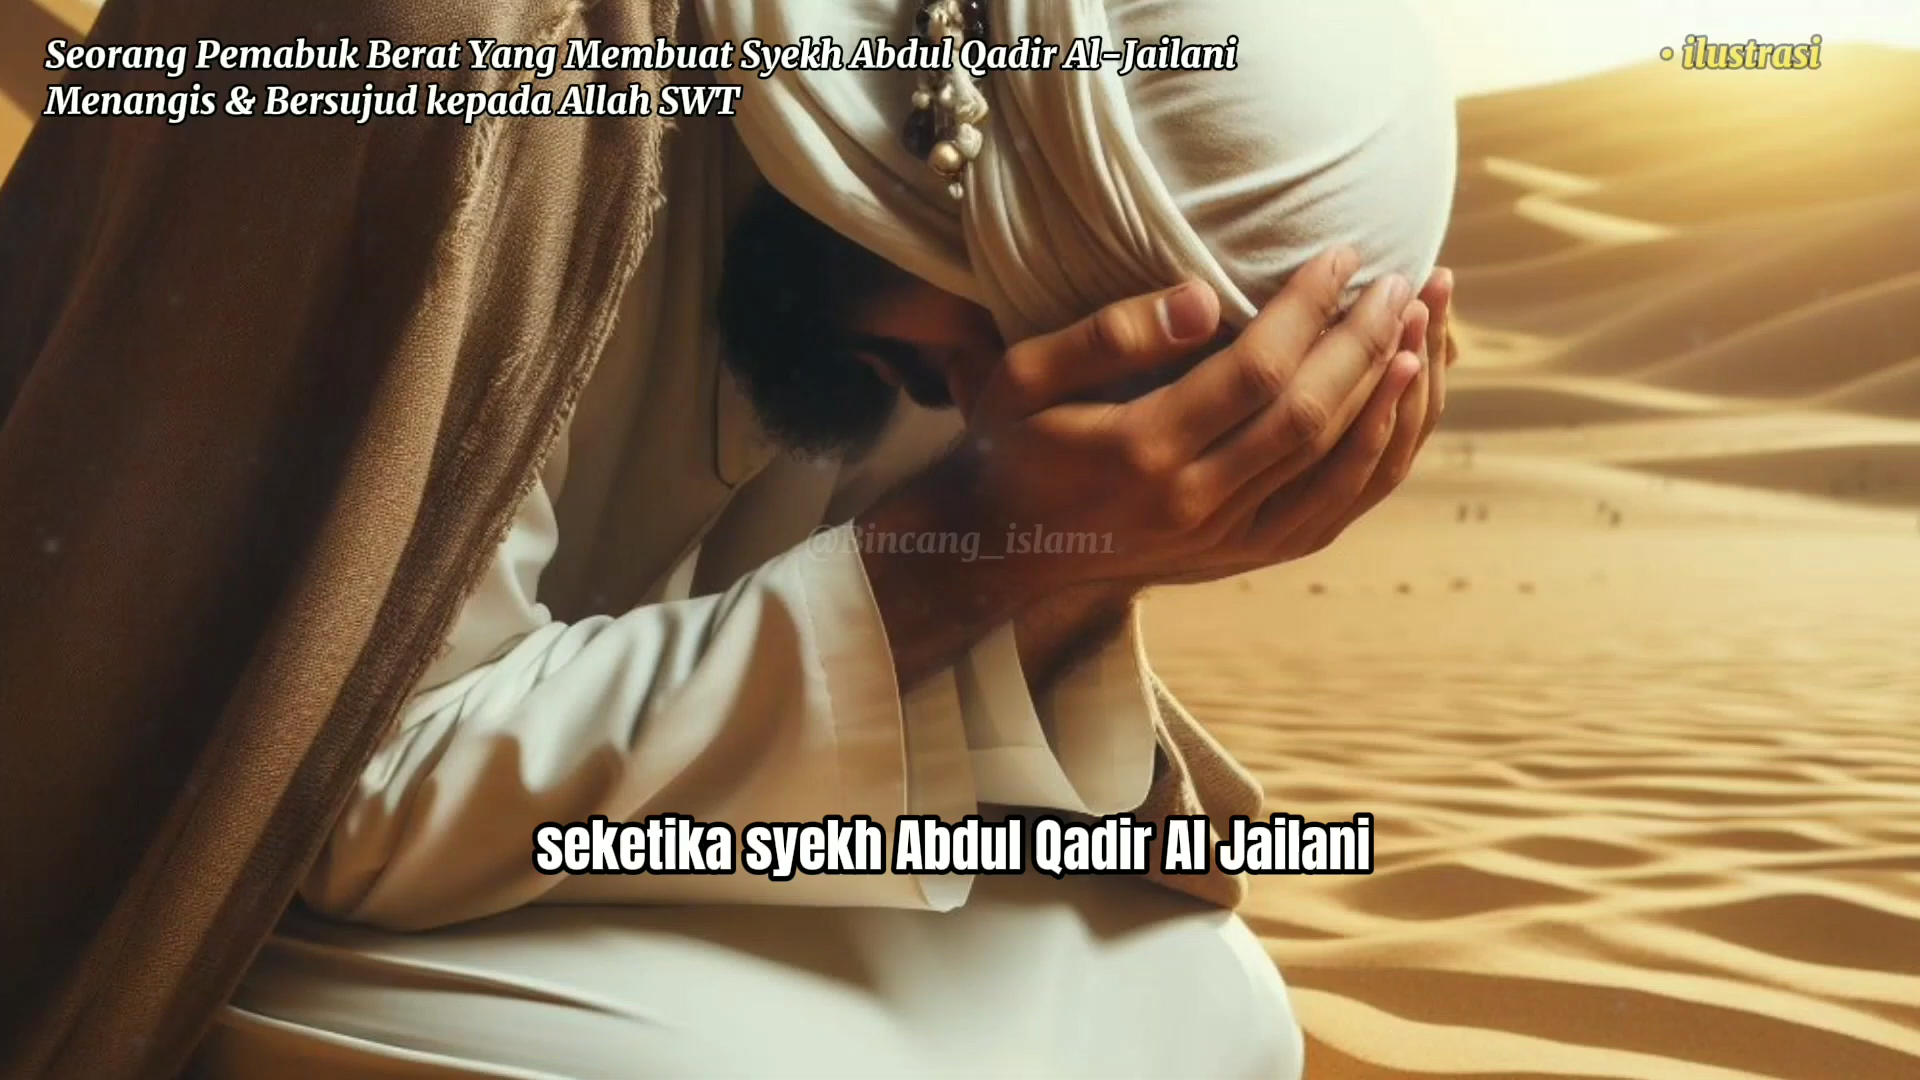 Seorang Pemabuk Berat Yang Membuat Syekh Abdul Qadir Al-Jailani
Menangis & Bersujud kepada Allah SWT
• ilustrasi
@Bincang_islam1
seketika syekh Abdul Qadir Al Jailani